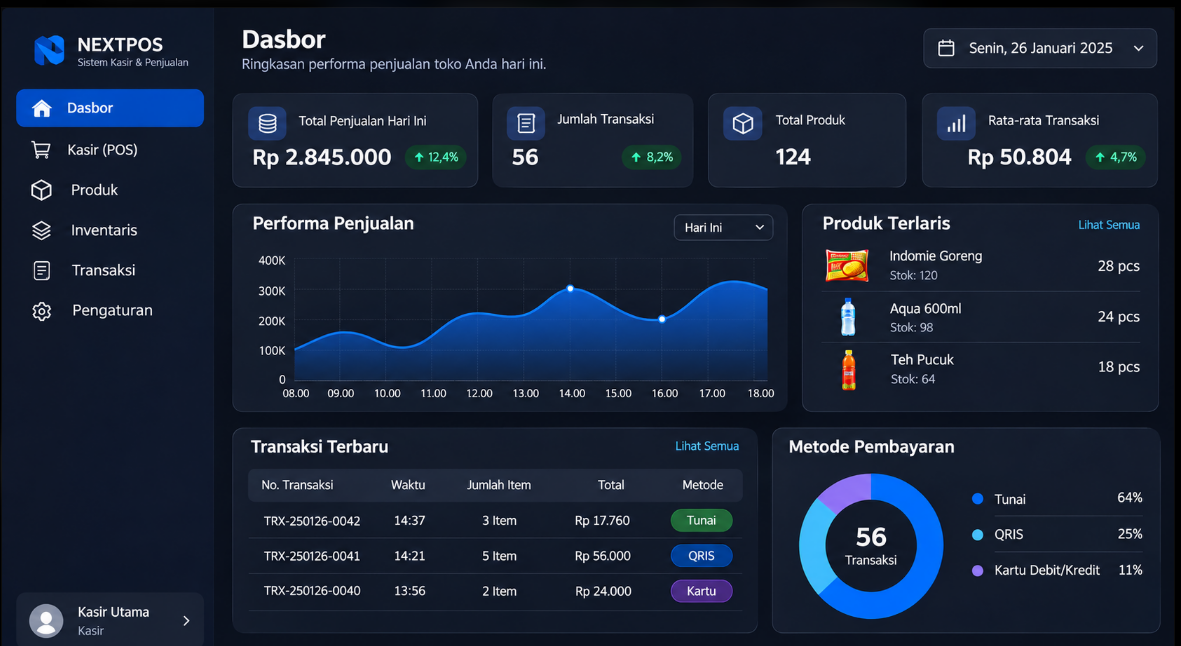 NEXTPOS
Sistem Kasir & Penjualan
Dasbor
Kasir (POS)
Produk
Inventaris
Transaksi
Pengaturan
Kasir Utama
Kasir
Dasbor
Ringkasan performa penjualan toko Anda hari ini.
Senin, 26 Januari 2025
Total Penjualan Hari Ini
Rp 2.845.000 12,4%
Jumlah Transaksi
56 8,2%
Total Produk
124
Rata-rata Transaksi
Rp 50.804 4,7%
Performa Penjualan
Hari Ini
400K
300K
200K
100K
0
08.00 09.00 10.00 11.00 12.00 13.00 14.00 15.00 16.00 17.00 18.00
Produk Terlaris
Lihat Semua
Indomie Goreng
Stok: 120
28 pcs
Aqua 600ml
Stok: 98
24 pcs
Teh Pucuk
Stok: 64
18 pcs
Transaksi Terbaru
Lihat Semua
No. Transaksi Waktu Jumlah Item Total Metode
TRX-250126-0042 14:37 3 Item Rp 17.760 Tunai
TRX-250126-0041 14:21 5 Item Rp 56.000 QRIS
TRX-250126-0040 13:56 2 Item Rp 24.000 Kartu
Metode Pembayaran
56
Transaksi
Tunai 64%
QRIS 25%
Kartu Debit/Kredit 11%